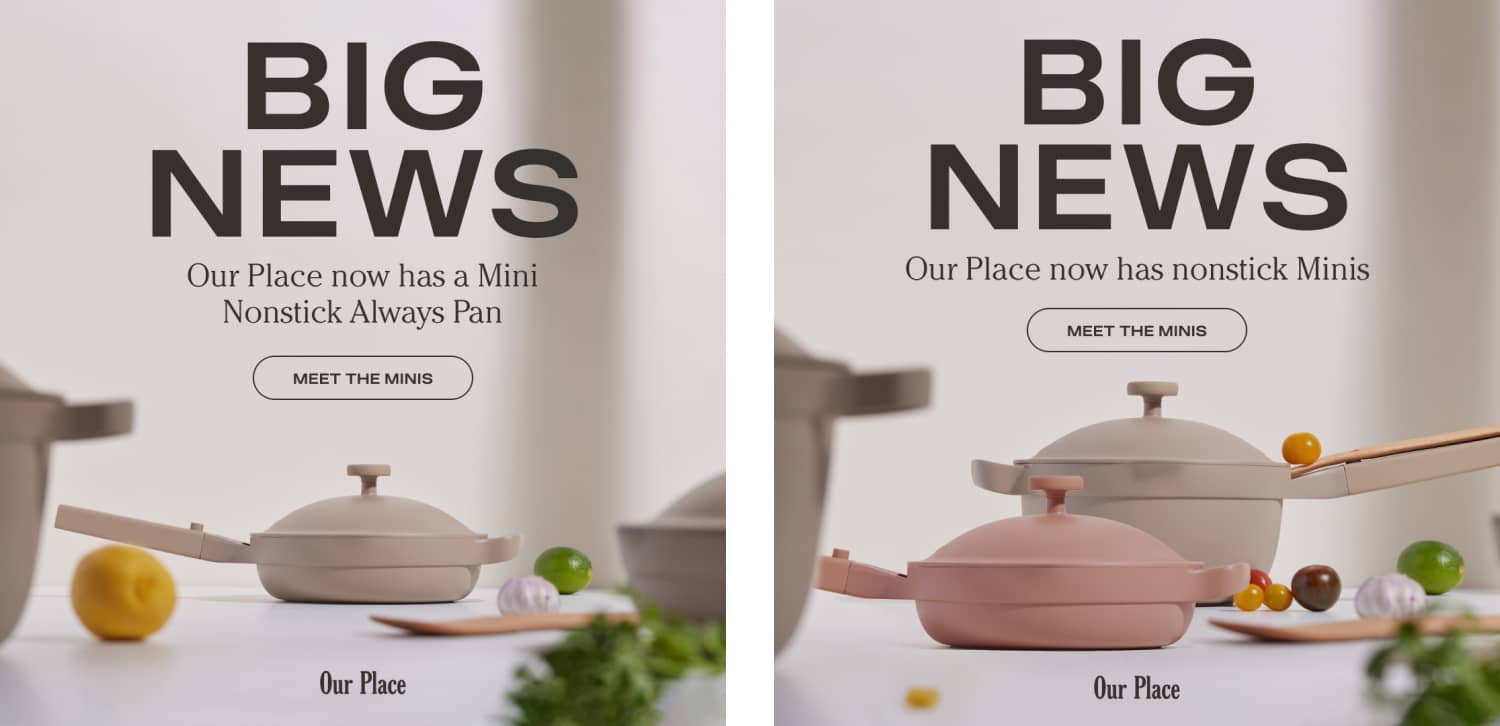 BIG
NEWS
Our Place now has a Mini
Nonstick Always Pan
MEET THE MINIS
Our Place
BIG
NEWS
Our Place now has nonstick Minis
MEET THE MINIS
Our Place